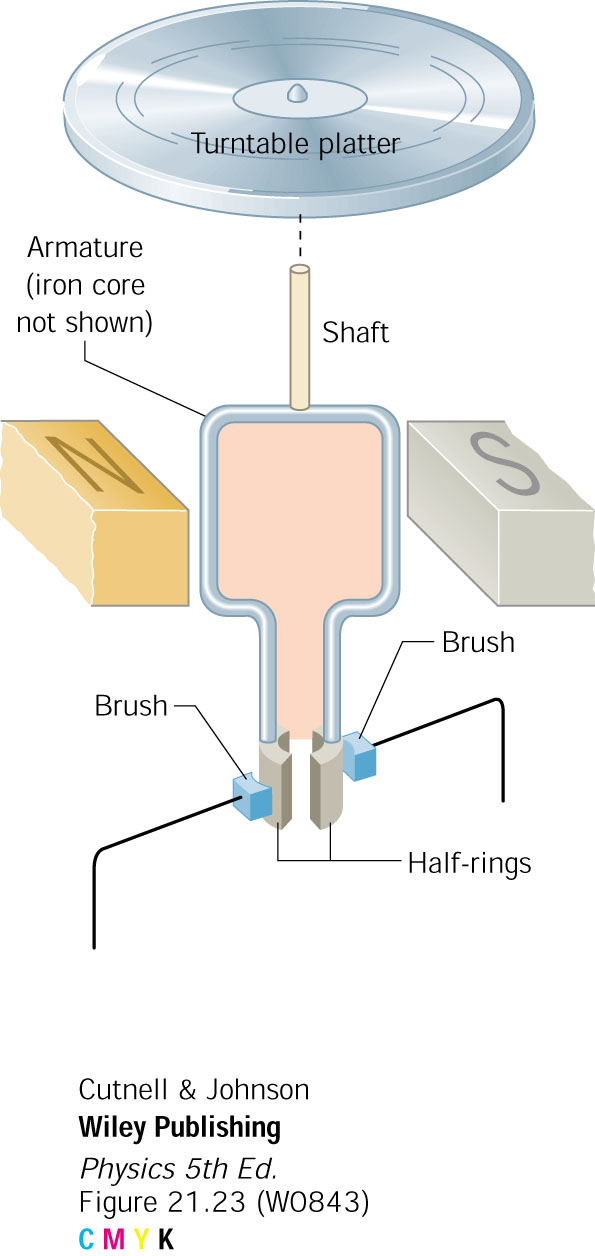 Turntable platter
Armature
(iron core
not shown)
Shaft
N
S
Brush
Brush
Half-rings
Cutnell & Johnson
Wiley Publishing
Physics 5th Ed.
Figure 21.23 (WO843)
C M Y K